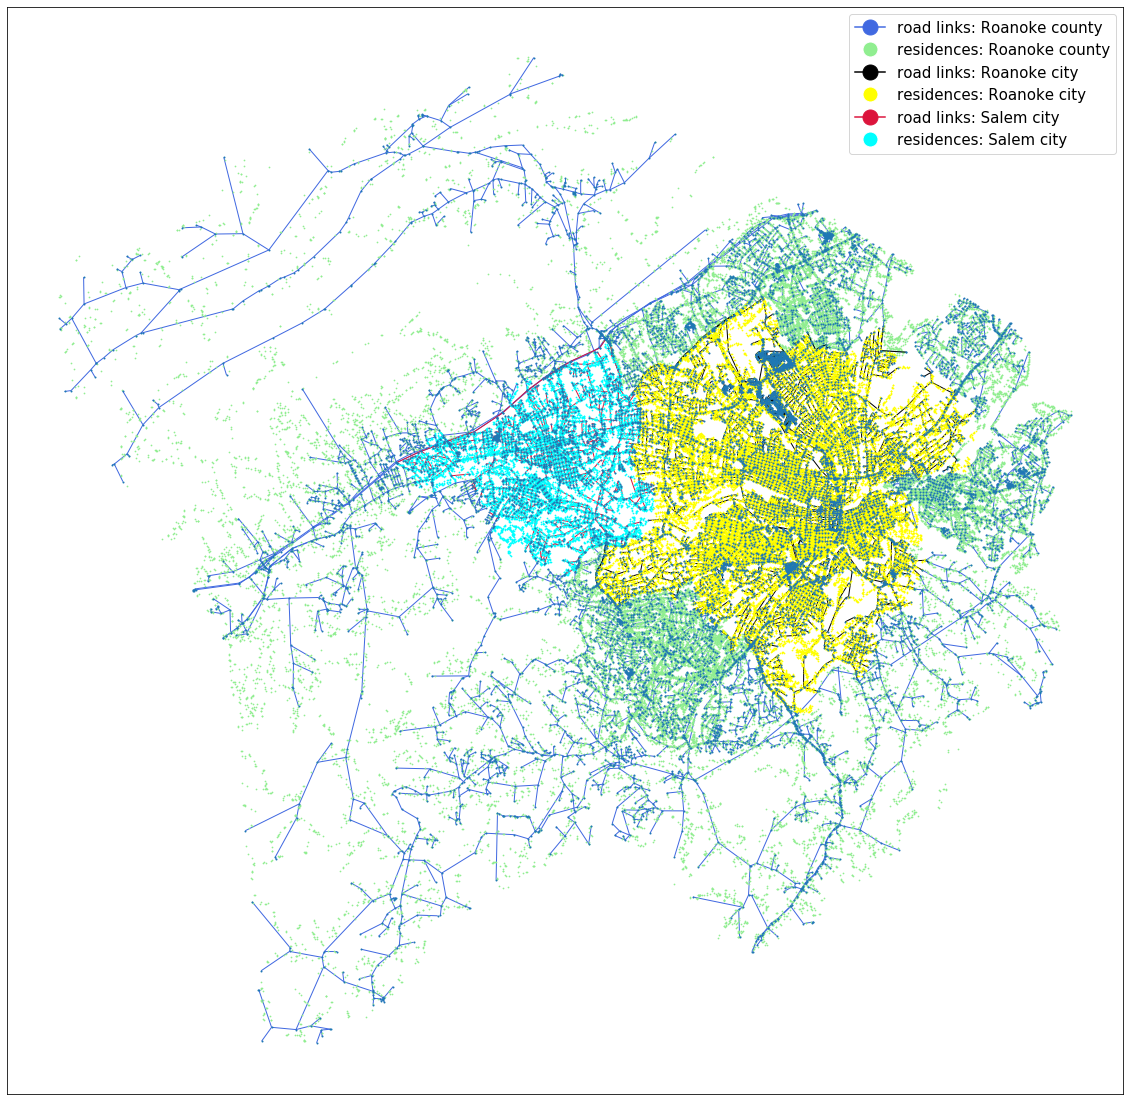 road links: Roanoke county
residences: Roanoke county
road links: Roanoke city
residences: Roanoke city
road links: Salem city
residences: Salem city